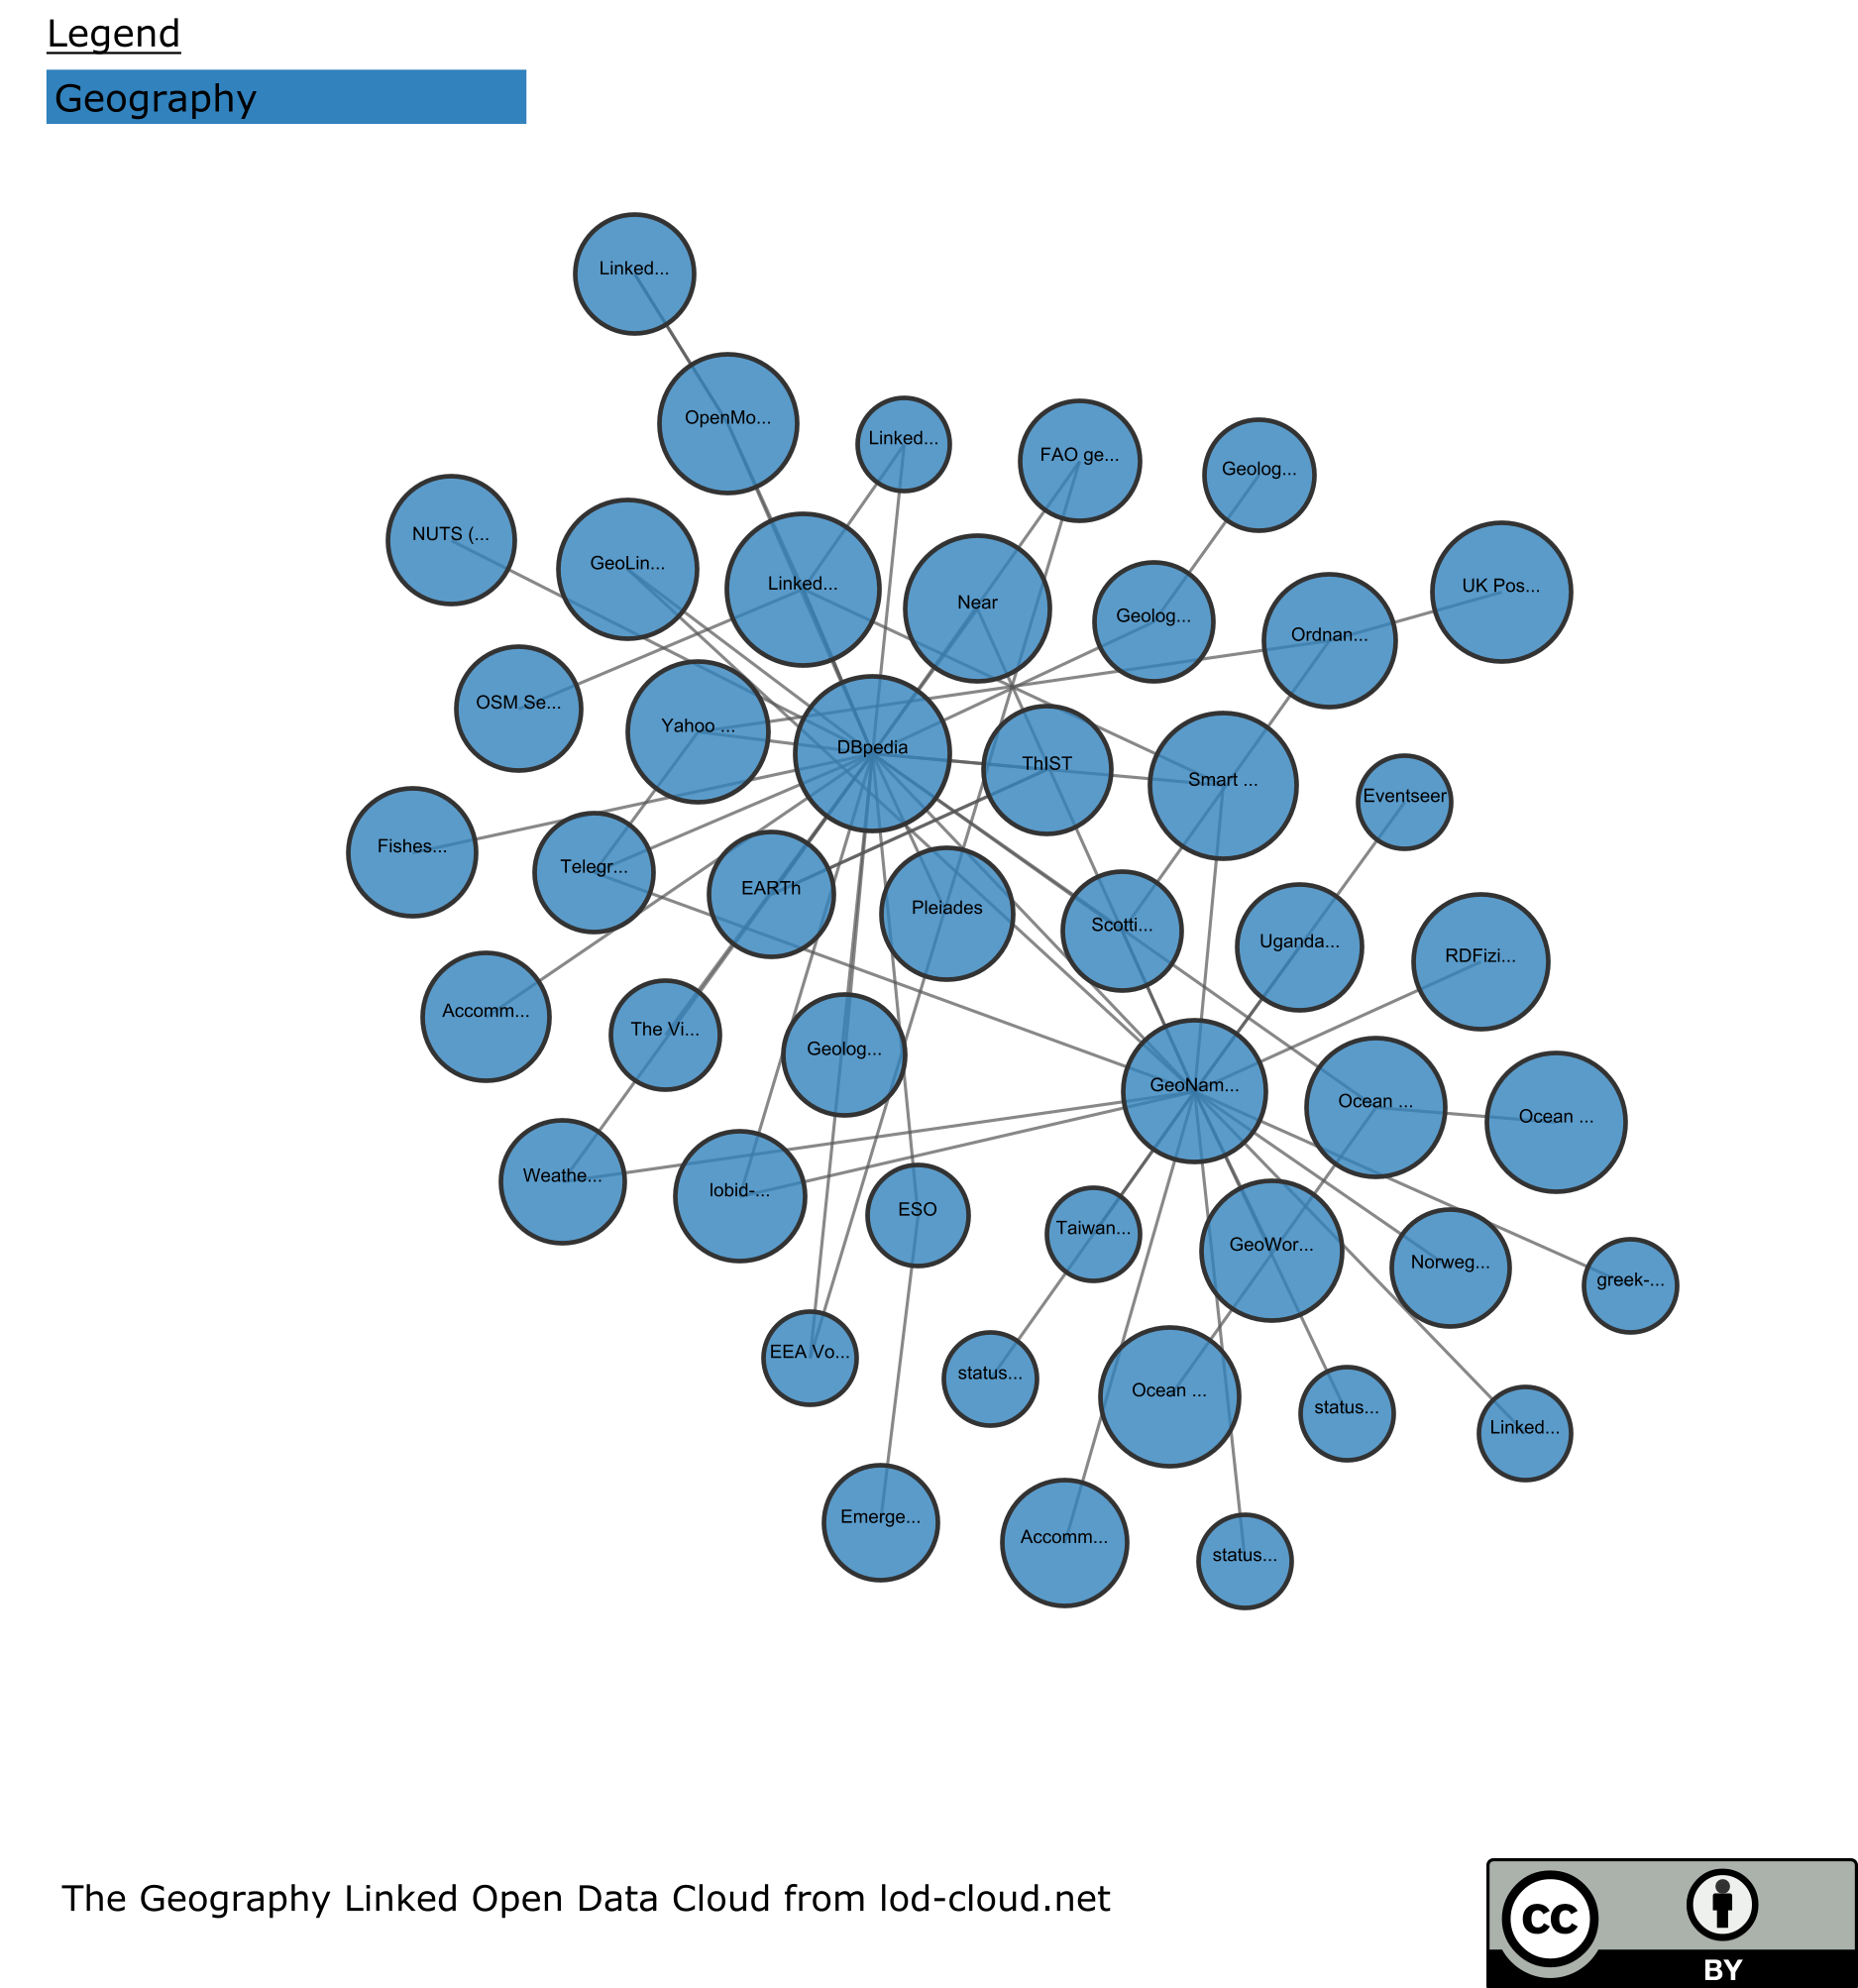 Legend
Geography
Linked...
OpenMo...
Linked...
FAO ge...
Geolog...
NUTS (...
GeoLin...
Linked...
Near
Geolog...
Ordnan...
UK Pos...
OSM Se...
Yahoo ...
DBpedia
ThIST
Smart ...
Eventseer
Fishes...
Telegr...
EARTh
Pleiades
Scotti...
Uganda...
RDFizi...
Accomm...
The Vi...
Geolog...
GeoNam...
Ocean ...
Ocean ...
Weathe...
lobid-...
ESO
Taiwan...
GeoWor...
Norweg...
greek-...
EEA Vo...
status...
Ocean ...
status...
Linked...
Emerge...
Accomm...
status...
The Geography Linked Open Data Cloud from lod-cloud.net
cc
BY